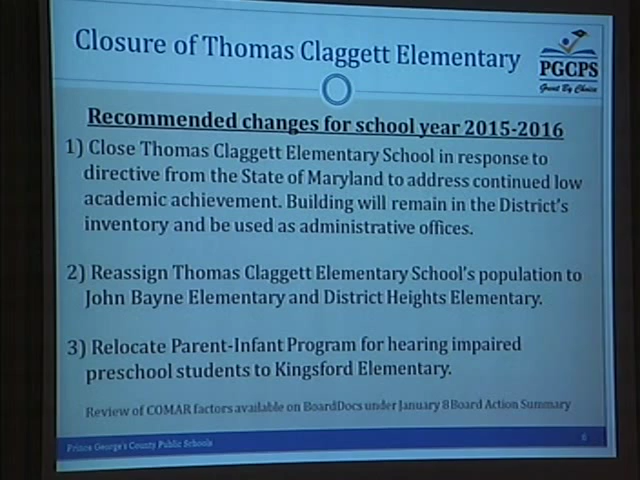 Closure of Thomas Claggett Elementary
PGCPS
Great By Choice
Recommended changes for school year 2015-2016
1) Close Thomas Claggett Elementary School in response to
directive from the State of Maryland to address continued low
academic achievement. Building will remain in the District's
inventory and be used as administrative offices.
2) Reassign Thomas Claggett Elementary School's population to
John Bayne Elementary and District Heights Elementary.
3) Relocate Parent-Infant Program for hearing impaired
preschool students to Kingsford Elementary.
Review of COMAR factors available on BoardDocs under January 8 Board Action Summary
Prince George's County Public Schools
6